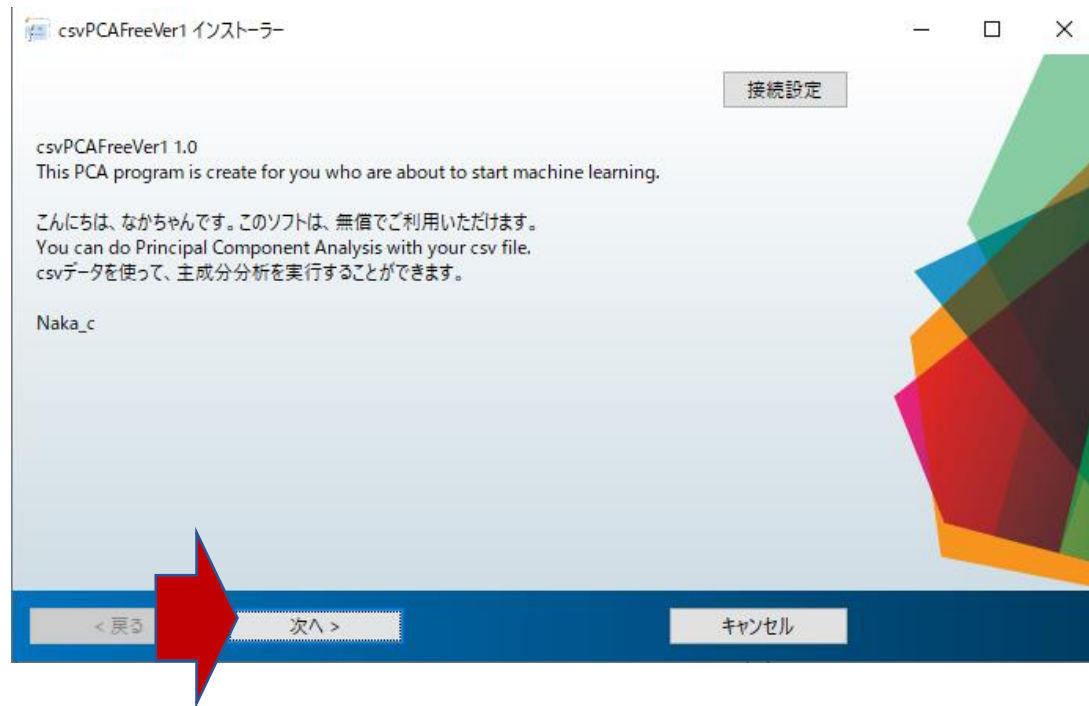 csvPCAFreeVer1 インストーラー
接続設定
csvPCAFreeVer1 1.0
This PCA program is create for you who are about to start machine learning.
こんにちは、なかちゃんです。このソフトは、無償でご利用いただけます。
You can do Principal Component Analysis with your csv file.
csvデータを使って、主成分分析を実行することができます。
Naka_c
< 戻る
次へ >
キャンセル